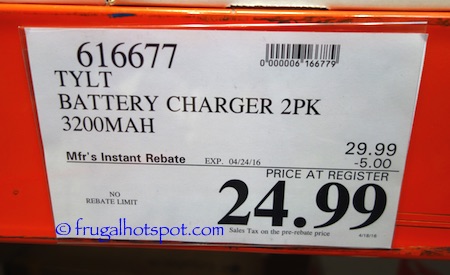 616677
0000006166779
TYLT
BATTERY CHARGER 2PK
3200MAH
29.99
Mfr's Instant Rebate EXP. 04/24/16 -5.00
PRICE AT REGISTER
NO
REBATE LIMIT
24.99
© frugalhotspot.com
Sales Tax on the pre-rebate price